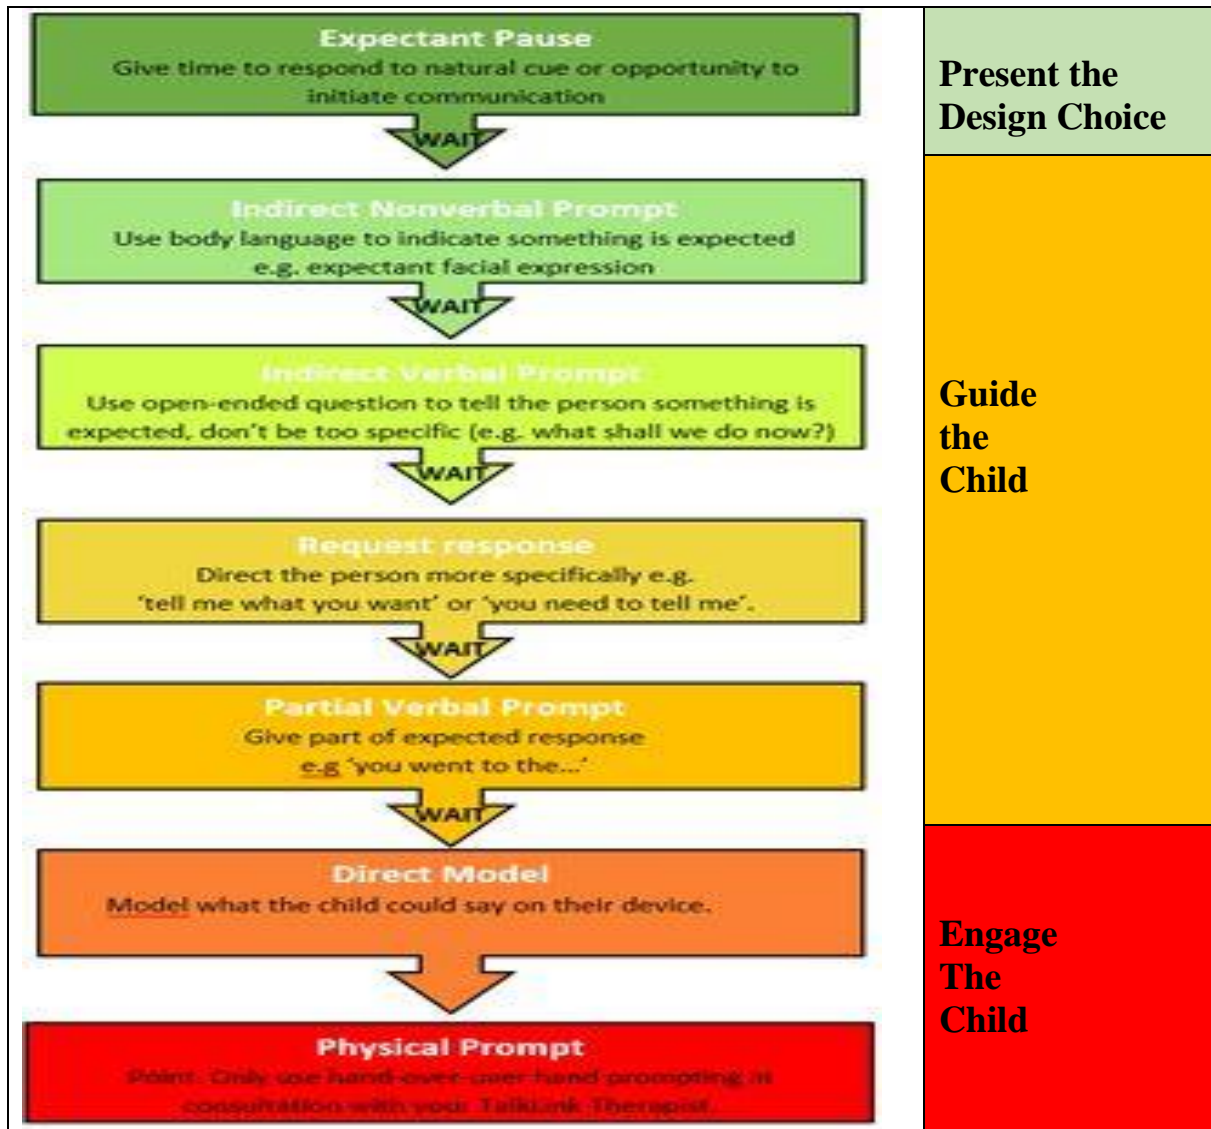 Expectant Pause
Give time to respond to natural cue or opportunity to
initiate communication
WAIT
Indirect Nonverbal Prompt
Use body language to indicate something is expected
e.g. expectant facial expression
WAIT
Indirect Verbal Prompt
Use open-ended question to tell the person something is
expected, don't be too specific (e.g. what shall we do now?)
WAIT
Request response
Direct the person more specifically e.g.
'tell me what you want' or 'you need to tell me'.
WAIT
Partial Verbal Prompt
Give part of expected response
e.g 'you went to the...'
WAIT
Direct Model
Model what the child could say on their device.
Physical Prompt
Point. Only use hand-over-user hand prompting in
consultation with your TalkLink Therapist.
Present the
Design Choice
Guide
the
Child
Engage
The
Child